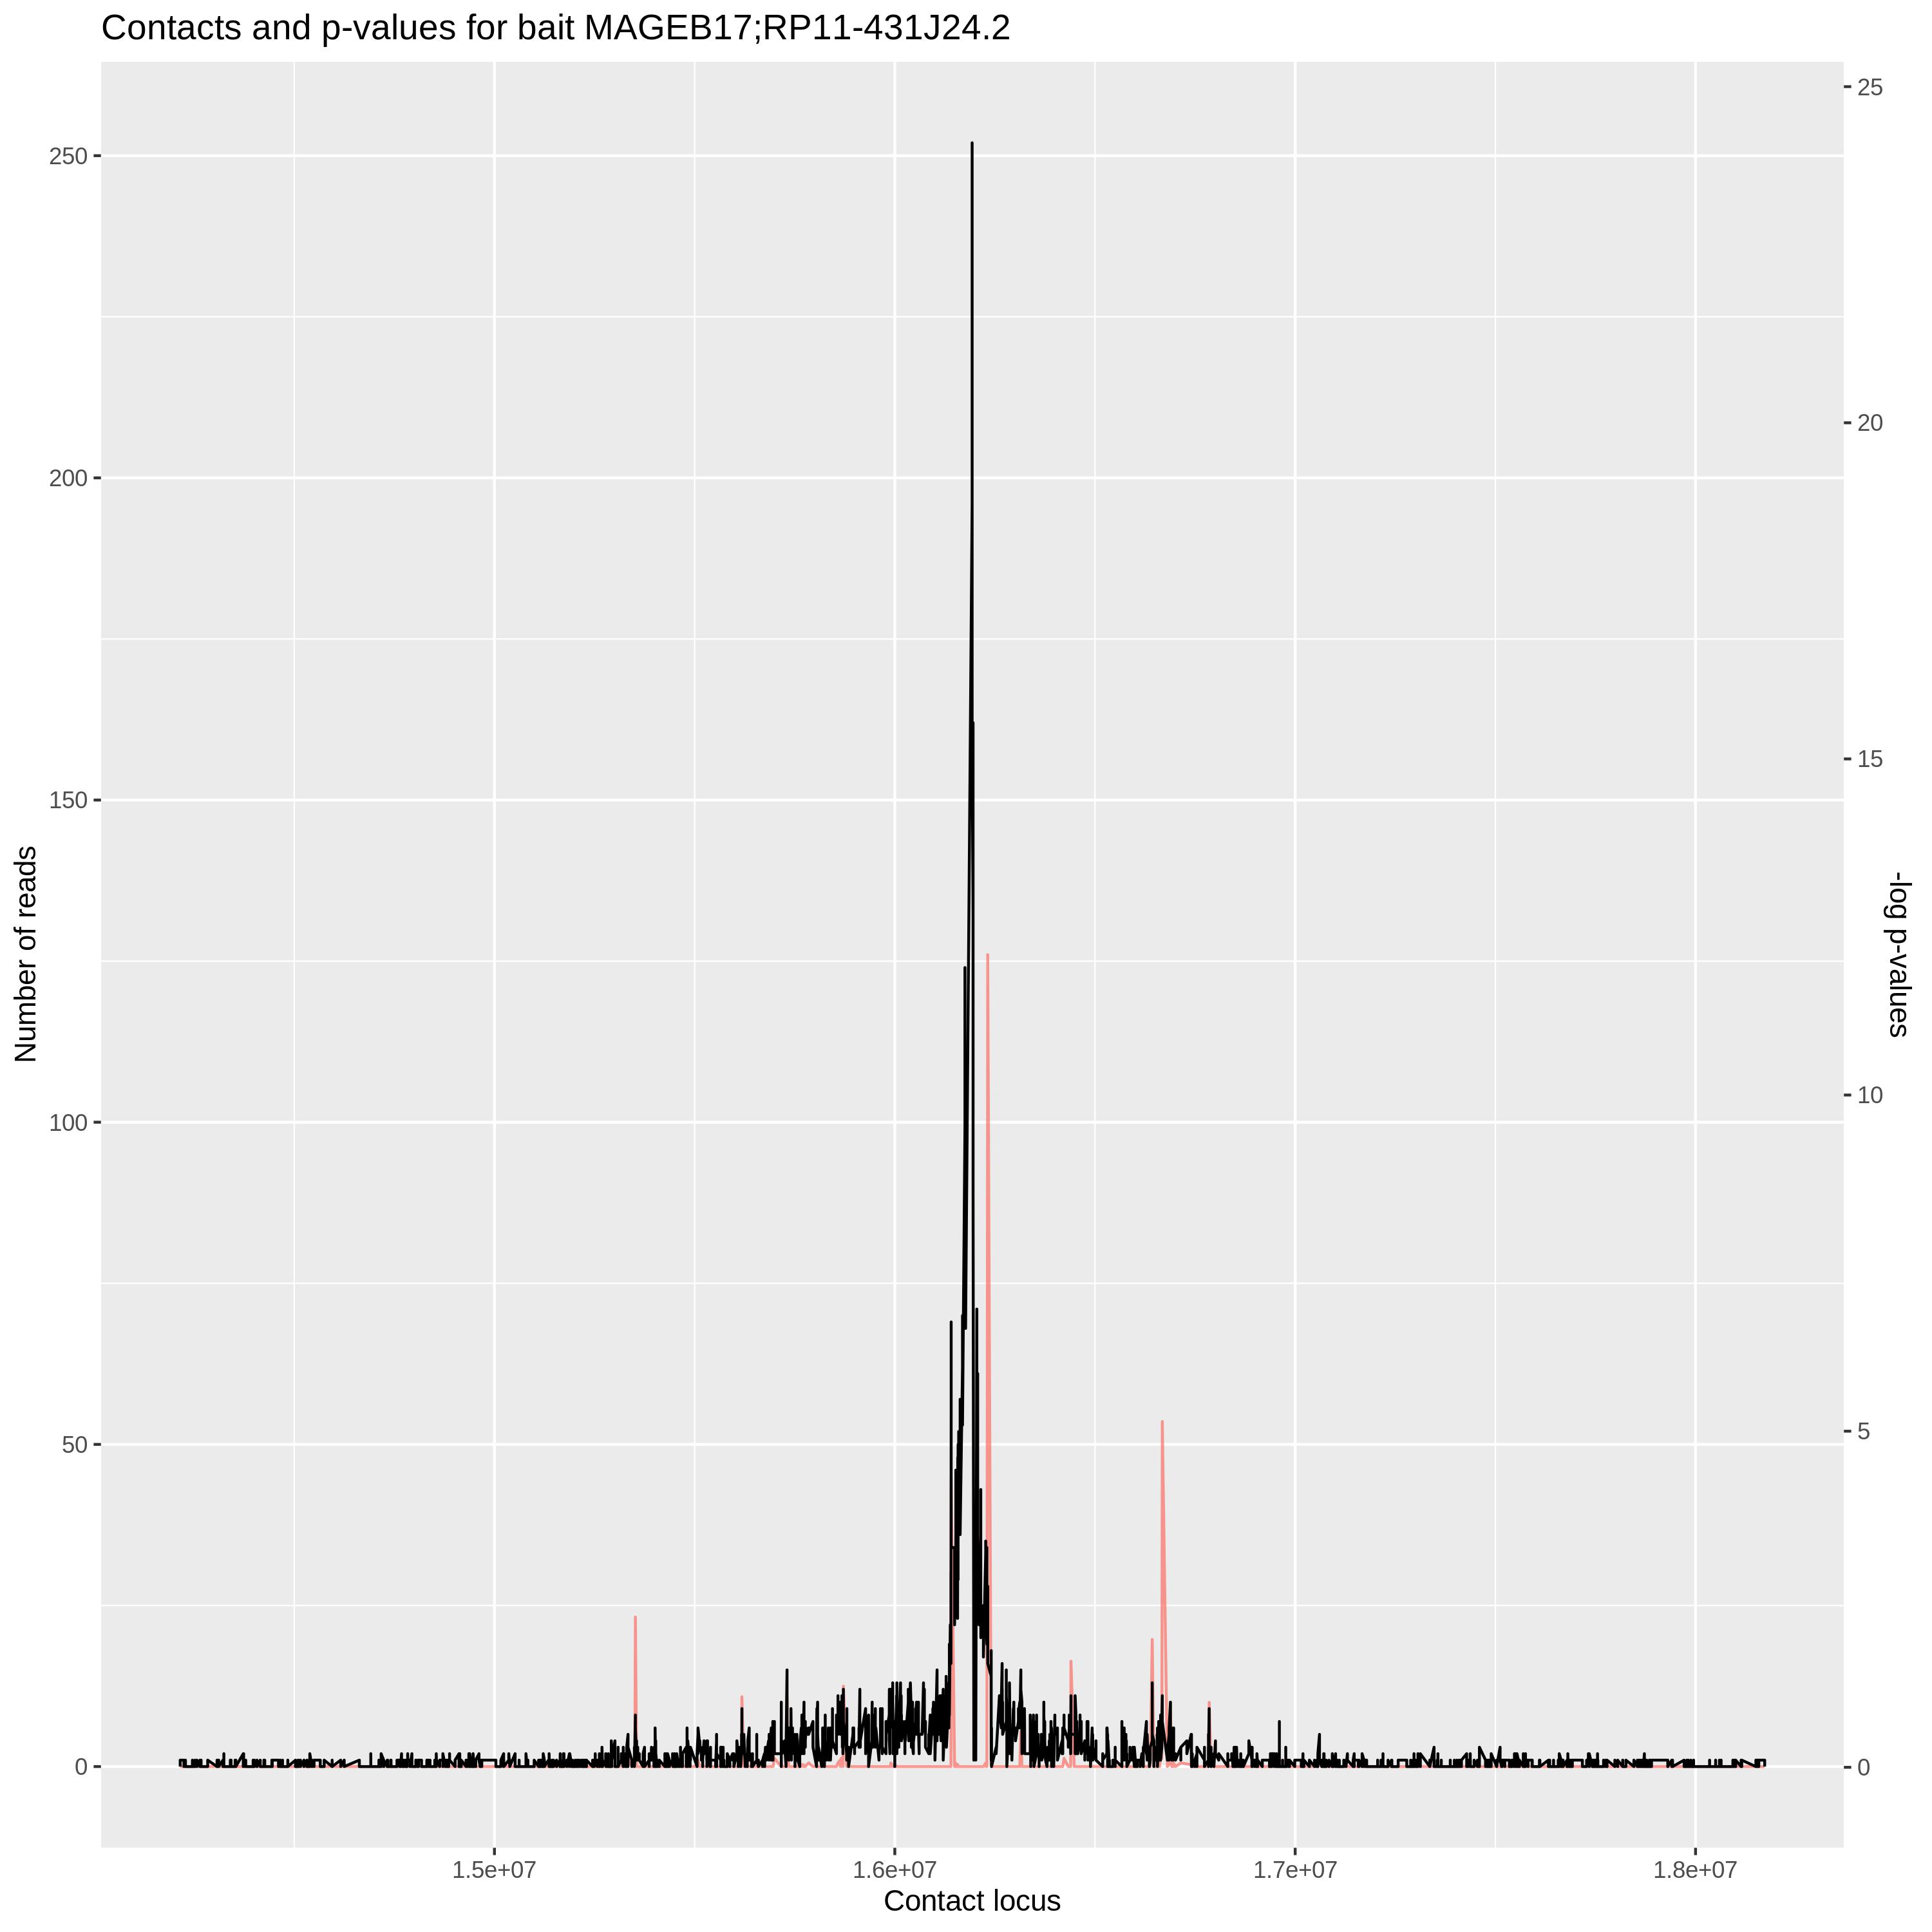 Contacts and p-values for bait MAGEB17;RP11-431J24.2
Number of reads
250
200
150
100
50
0
25
20
15
10
5
0
-log p-values
1.5e+07
1.6e+07
1.7e+07
1.8e+07
Contact locus